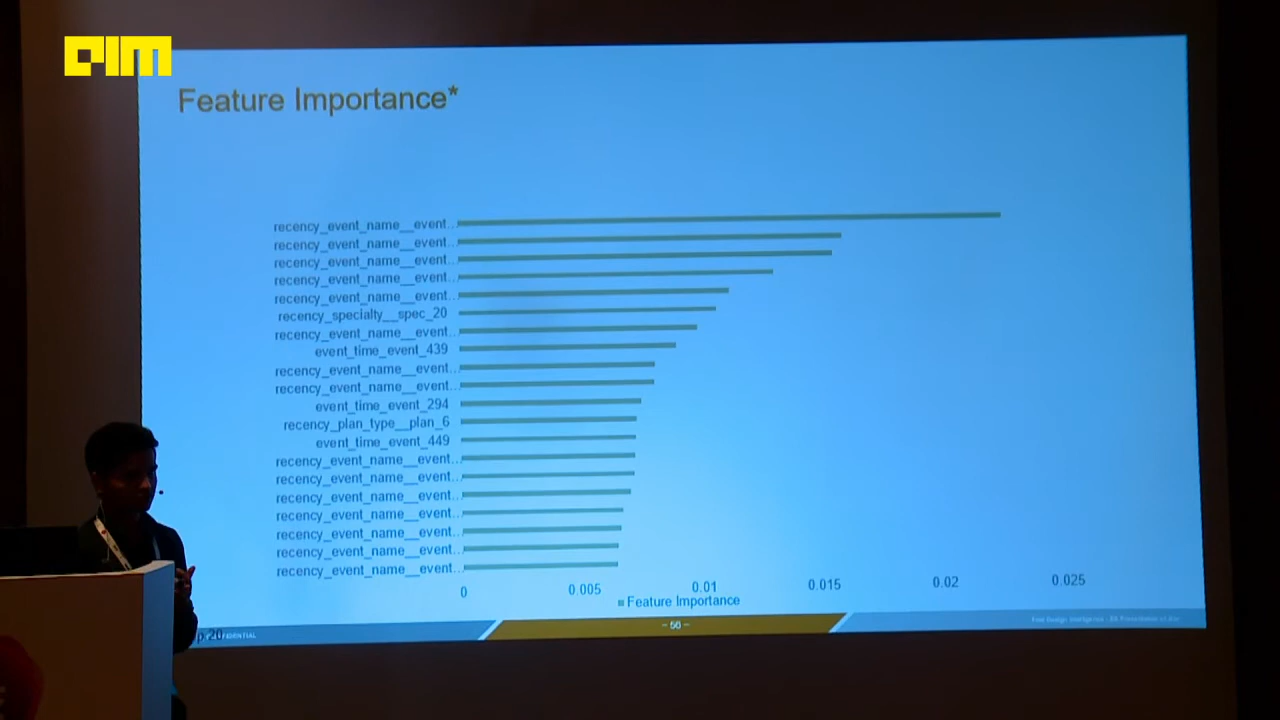 AIM
Feature Importance*
recency_event_name__event...
recency_event_name__event...
recency_event_name__event...
recency_event_name__event...
recency_event_name__event...
recency_specialty__spec_20
recency_event_name__event...
event_time_event_439
recency_event_name__event...
recency_event_name__event...
event_time_event_294
recency_plan_type__plan_6
event_time_event_449
recency_event_name__event...
recency_event_name__event...
recency_event_name__event...
recency_event_name__event...
recency_event_name__event...
recency_event_name__event...
recency_event_name__event...
0 0.005 0.01 0.015 0.02 0.025
Feature Importance
p.20